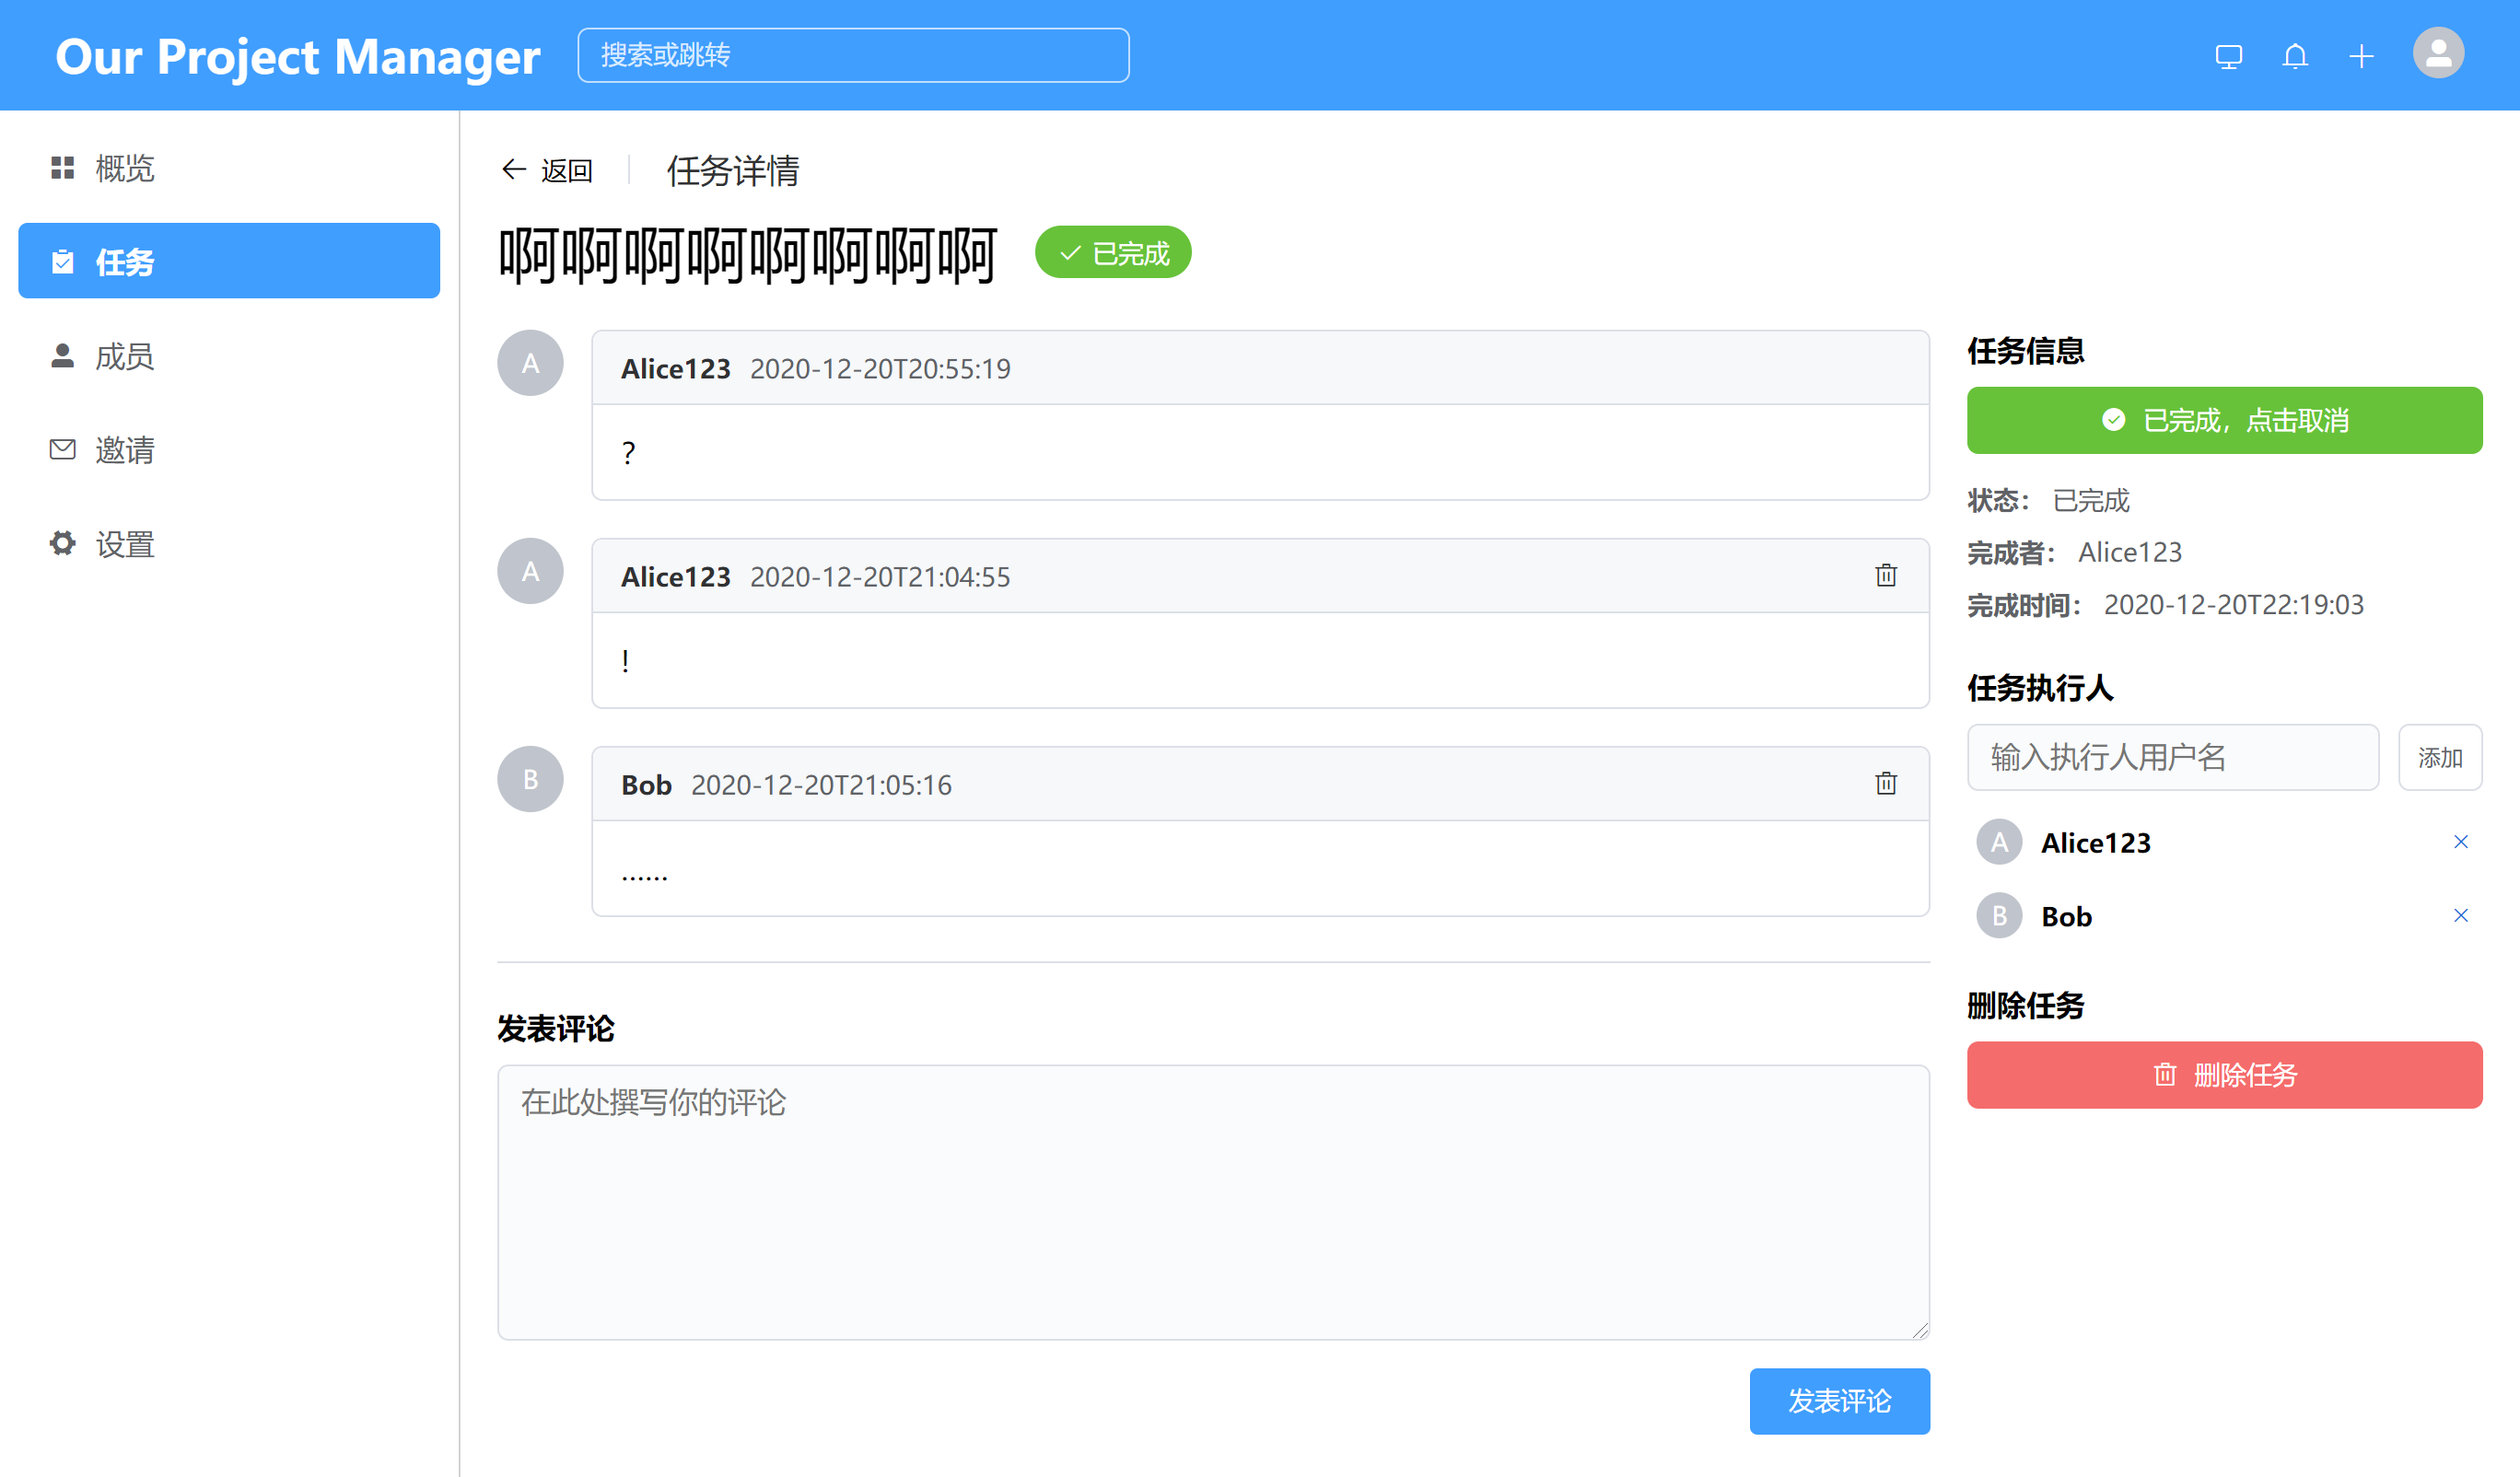 Our Project Manager
搜索或跳转
概览
任务
成员
邀请
设置
返回
任务详情
啊啊啊啊啊啊啊啊
已完成
A
Alice123 2020-12-20T20:55:19
?
A
Alice123 2020-12-20T21:04:55
!
B
Bob 2020-12-20T21:05:16
……
发表评论
在此处撰写你的评论
发表评论
任务信息
已完成，点击取消
状态： 已完成
完成者： Alice123
完成时间： 2020-12-20T22:19:03
任务执行人
输入执行人用户名
添加
A Alice123
B Bob
删除任务
删除任务